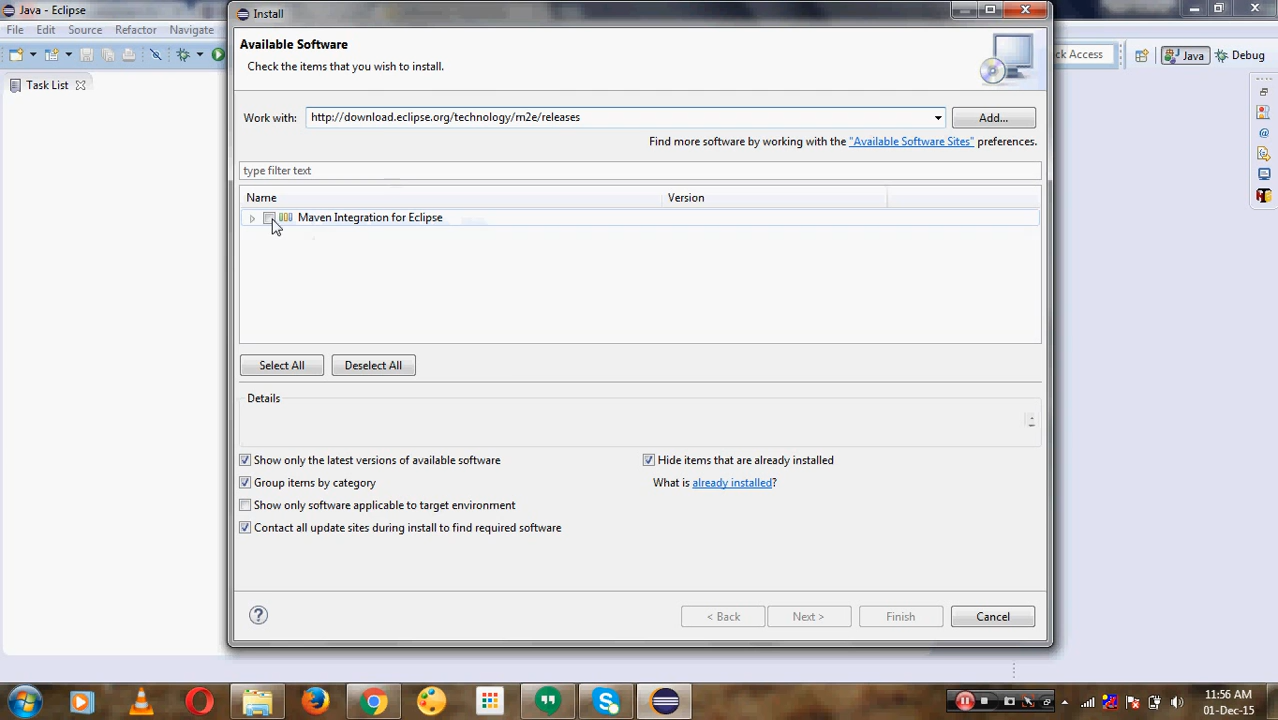 Java - Eclipse
Install
File Edit Source Refactor Navigate
Available Software
Check the items that you wish to install.
ck Access
Java
Debug
Task List
Work with: http://download.eclipse.org/technology/m2e/releases
Add...
Find more software by working with the "Available Software Sites" preferences.
type filter text
Name Version
Maven Integration for Eclipse
Select All Deselect All
Details
Show only the latest versions of available software
Hide items that are already installed
Group items by category
What is already installed?
Show only software applicable to target environment
Contact all update sites during install to find required software
< Back Next > Finish Cancel
11:56 AM
01-Dec-15